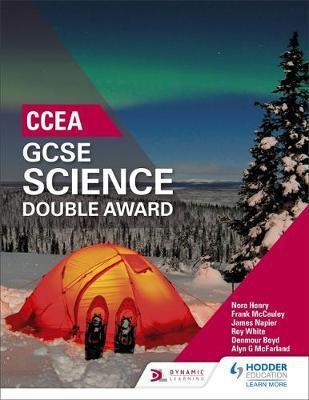 CCEA
GCSE
SCIENCE
DOUBLE AWARD
Nora Henry
Frank McCauley
James Napier
Roy White
Denmour Boyd
Alyn G McFarland
DYNAMIC
LEARNING
HODDER
EDUCATION
LEARN MORE